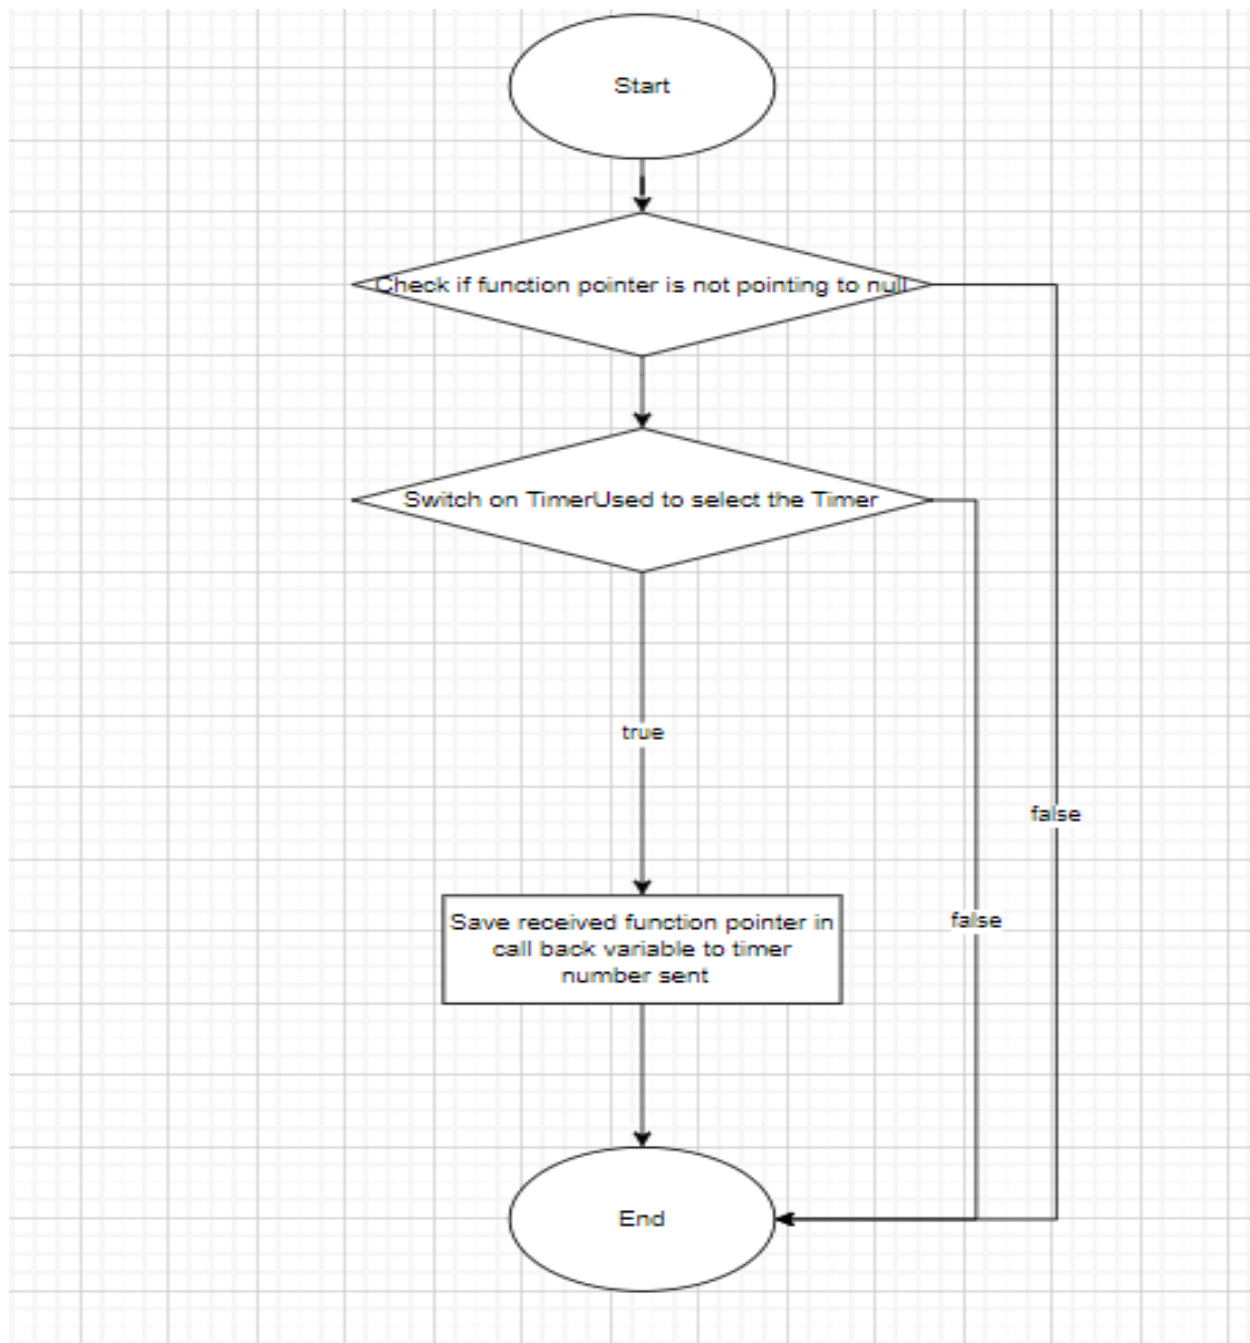 Start
Check if function pointer is not pointing to null
Switch on TimerUsed to select the Timer
true
false
false
Save received function pointer in
call back variable to timer
number sent
End